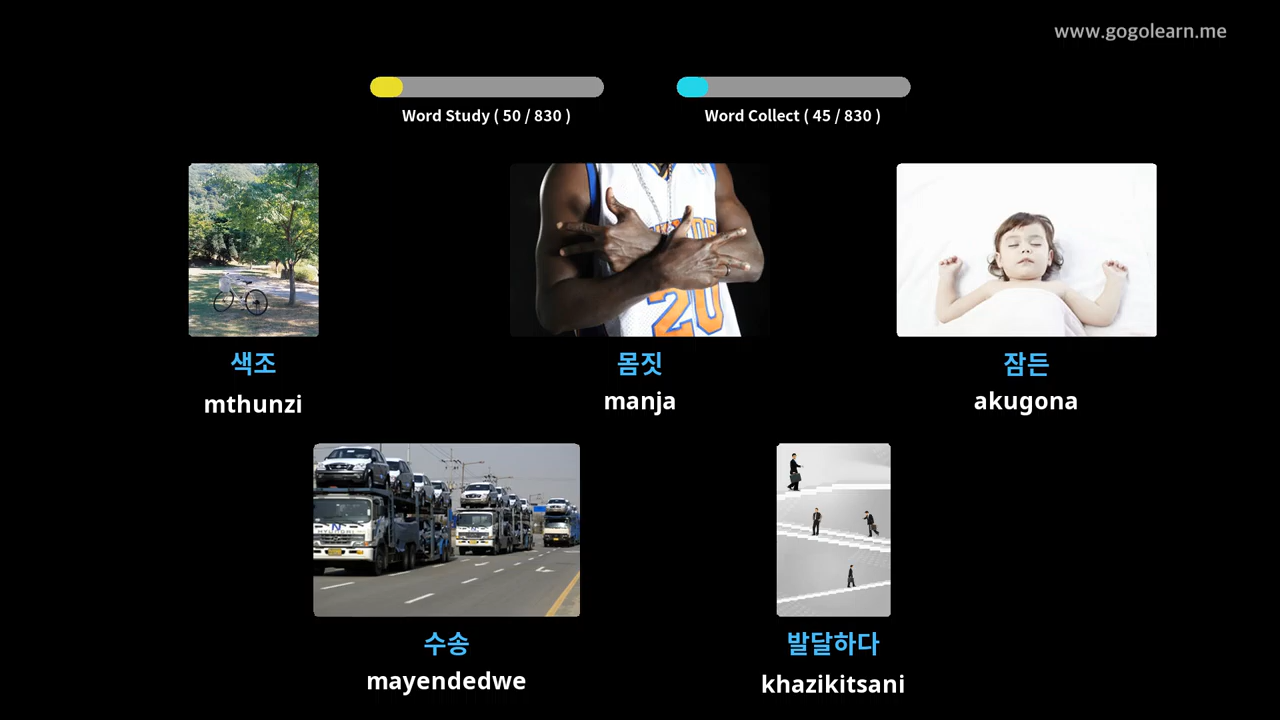 www.gogolearn.me
Word Study ( 50 / 830 )
Word Collect ( 45 / 830 )
20
색조
mthunzi
몸짓
manja
잠든
akugona
수송
mayendedwe
발달하다
khazikitsani